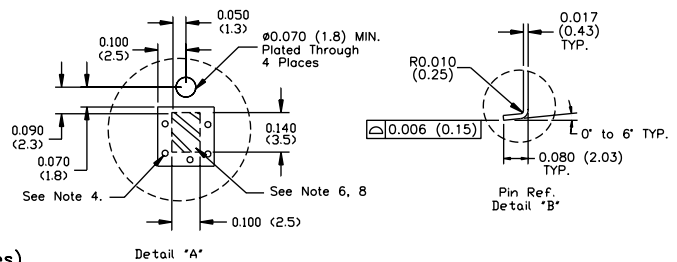 0.050
(1.3)
0.100
(2.5)
ø0.070 (1.8) MIN.
Plated Through
4 Places
0.090
(2.3)
0.070
(1.8)
0.140
(3.5)
See Note 4.
See Note 6, 8
0.100 (2.5)
Detail "A"
es)
0.017
(0.43)
TYP.
R0.010
(0.25)
0.006 (0.15)
0° to 6° TYP.
0.080 (2.03)
TYP.
Pin Ref.
Detail "B"